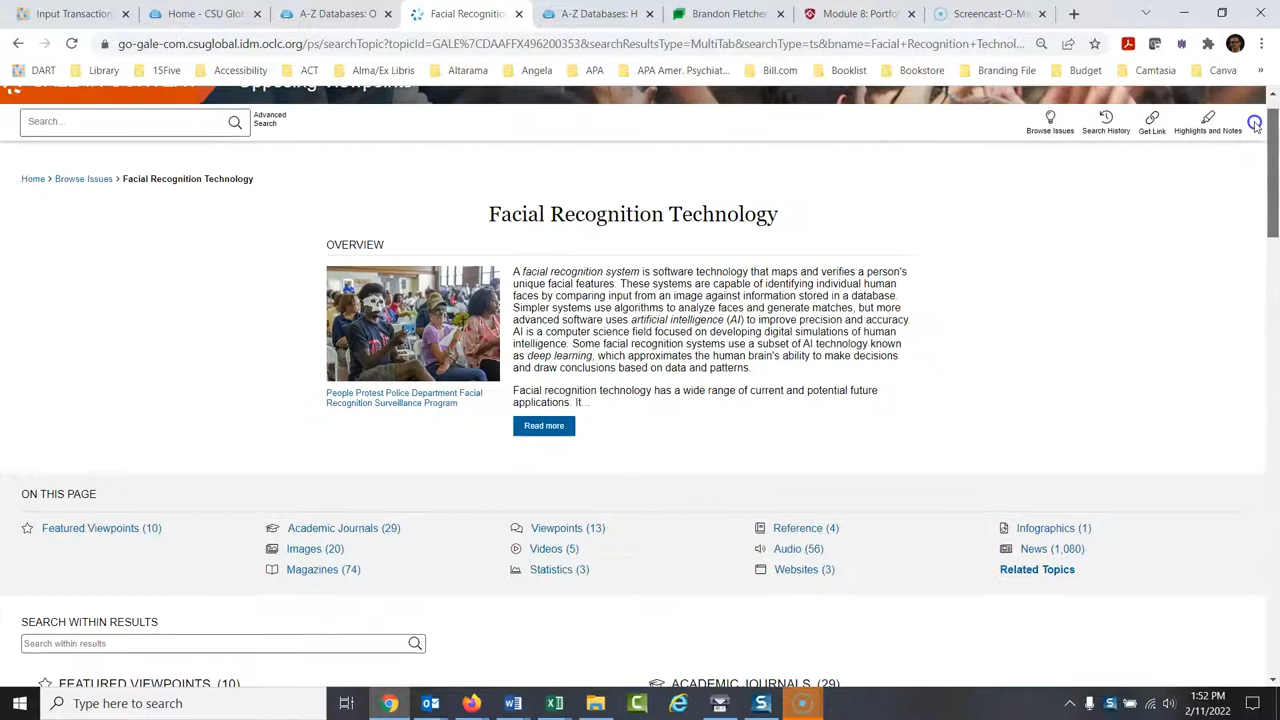 Input Transaction
Home - CSU Glob
A-Z Databases: O
Facial Recognitio
A-Z Databases: H
Brandon Fletcher
Module 8: Portfol
Screencast-O-Ma
go-gale-com.csuglobal.idm.oclc.org/ps/searchTopic?topicId=GALE%7CDAAFFX636200353&searchResultsType=MultiTab&searchType=ts&bname=Facial+Recognition+Technol...
DART Library 15Five Accessibility ACT Alma/Ex Libris Altarama Angela APA APA Amer. Psychiat... Bill.com Booklist Bookstore Branding File Budget Camtasia Canva »
Opposing Viewpoints
Search...
Advanced
Search
Browse Issues Search History Get Link Highlights and Notes
Home > Browse Issues > Facial Recognition Technology
Facial Recognition Technology
OVERVIEW
A facial recognition system is software technology that maps and verifies a person's
unique facial features. These systems are capable of identifying individual human
faces by comparing input from an image against information stored in a database.
Simpler systems use algorithms to analyze faces and generate matches, but more
advanced software uses artificial intelligence (AI) to improve precision and accuracy.
AI is a computer science field focused on developing digital simulations of human
intelligence. Some facial recognition systems use a subset of AI technology known
as deep learning, which approximates the human brain's ability to make decisions
and draw conclusions based on data and patterns.
Facial recognition technology has a wide range of current and potential future
applications. It...
Read more
People Protest Police Department Facial
Recognition Surveillance Program
ON THIS PAGE
Featured Viewpoints (10) Academic Journals (29) Viewpoints (13) Reference (4) Infographics (1)
Images (20) Videos (5) Audio (56) News (1,080)
Magazines (74) Statistics (3) Websites (3) Related Topics
SEARCH WITHIN RESULTS
Search within results
FEATURED VIEWPOINTS (10) ACADEMIC JOURNALS (29)
Type here to search
1:52 PM
2/11/2022